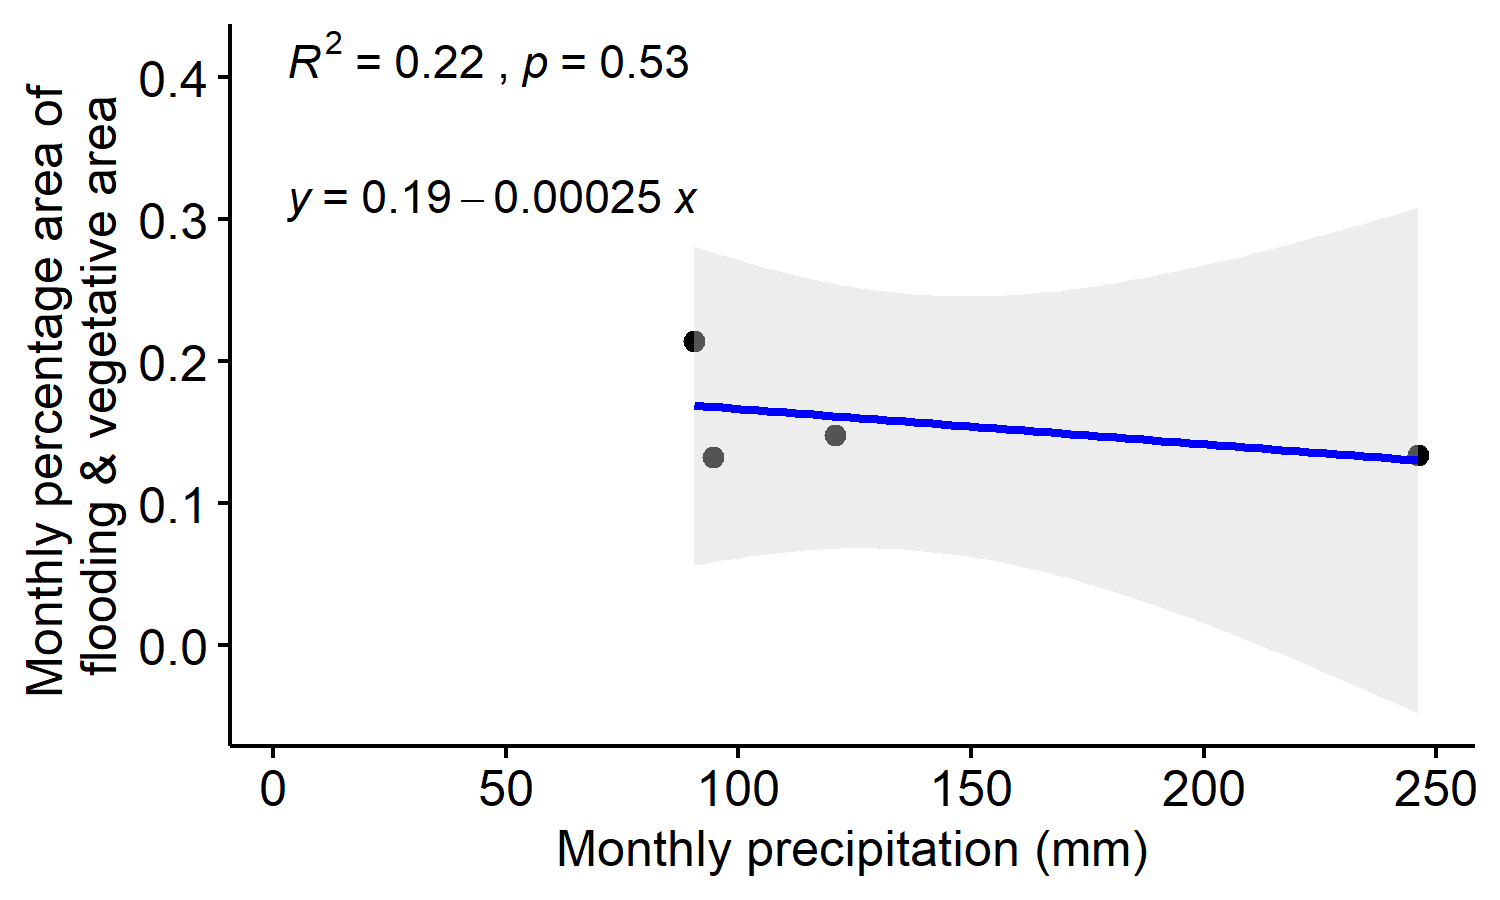 R² = 0.22 , p = 0.53
y = 0.19 – 0.00025 x
Monthly percentage area of
flooding & vegetative area
0.4
0.3
0.2
0.1
0.0
0 50 100 150 200 250
Monthly precipitation (mm)